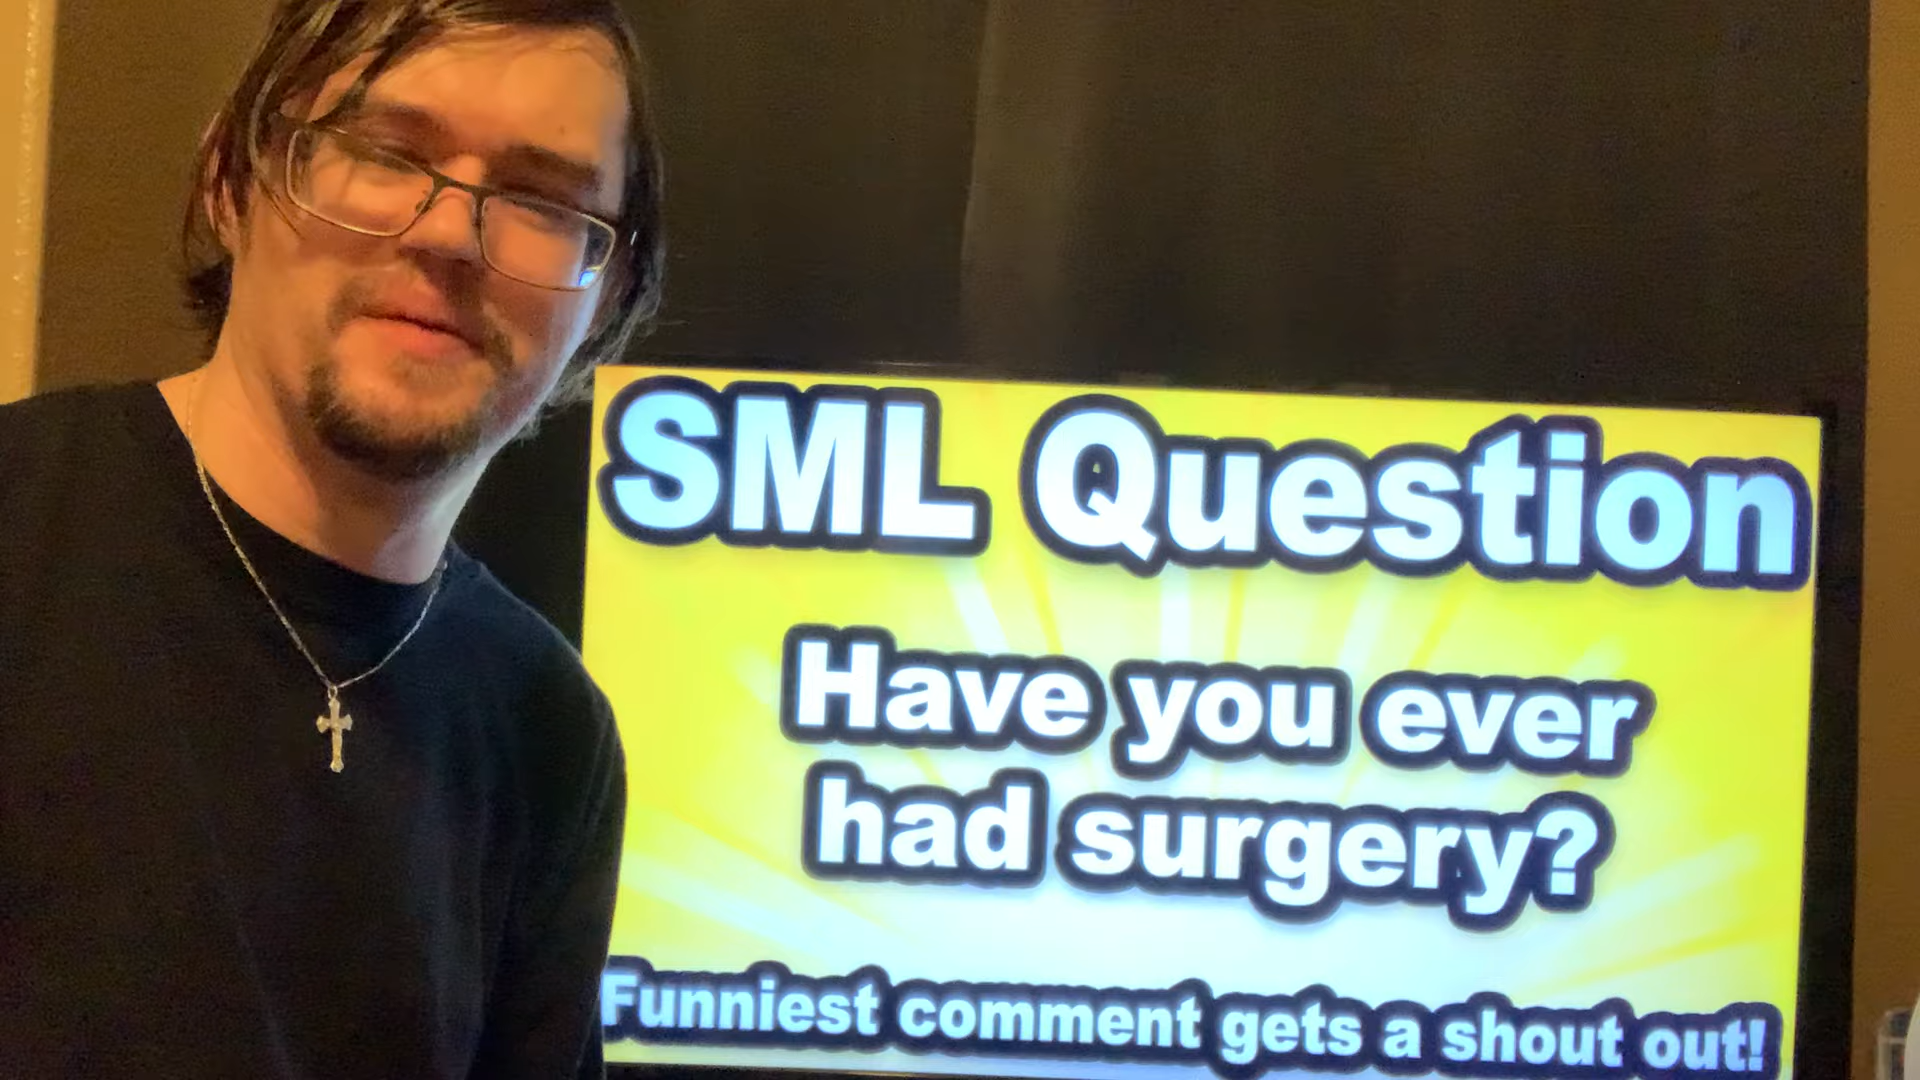 SML Question
Have you ever
had surgery?
Funniest comment gets a shout out!